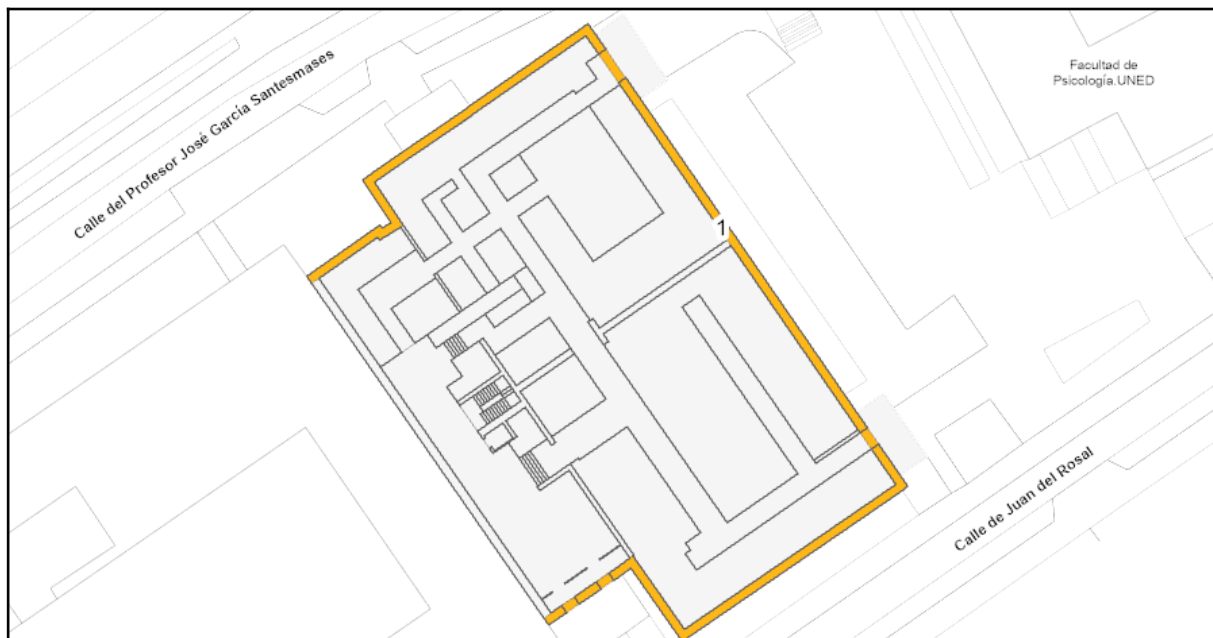 Calle del Profesor José García Santesmases
Facultad de
Psicología.UNED
1
Calle de Juan del Rosal